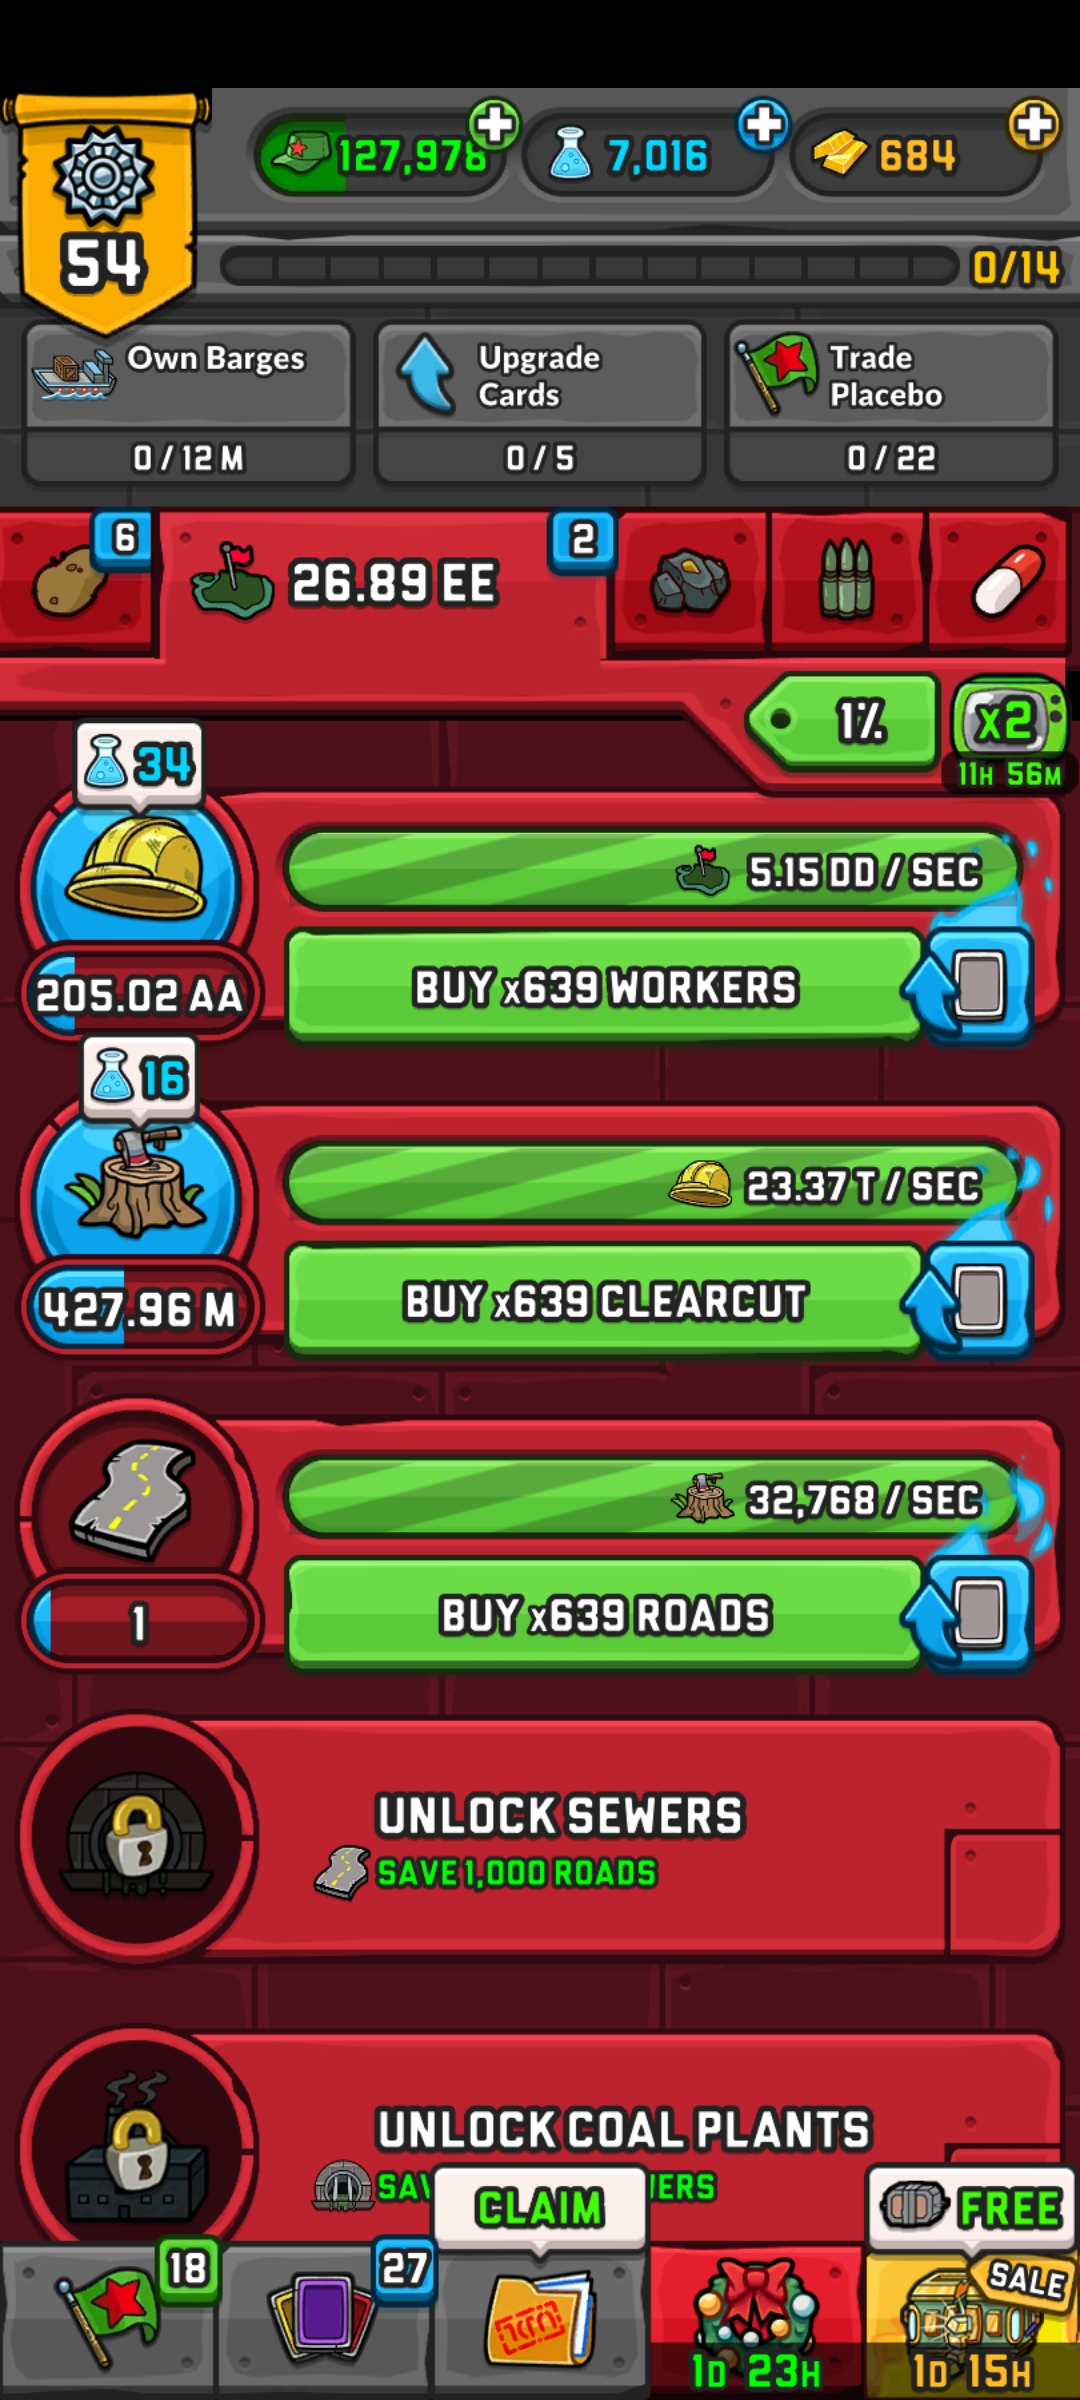 127,978
7,016
684
54
0/14
Own Barges
0 / 12 M
Upgrade
Cards
0 / 5
Trade
Placebo
0 / 22
6
26.89 EE
2
1%
x2
11H 56M
34
5.15 DD / SEC
205.02 AA
BUY x639 WORKERS
16
23.37 T / SEC
427.96 M
BUY x639 CLEARCUT
32,768 / SEC
1
BUY x639 ROADS
UNLOCK SEWERS
SAVE 1,000 ROADS
UNLOCK COAL PLANTS
CLAIM
FREE
18
27
SALE
1D 23H
1D 15H